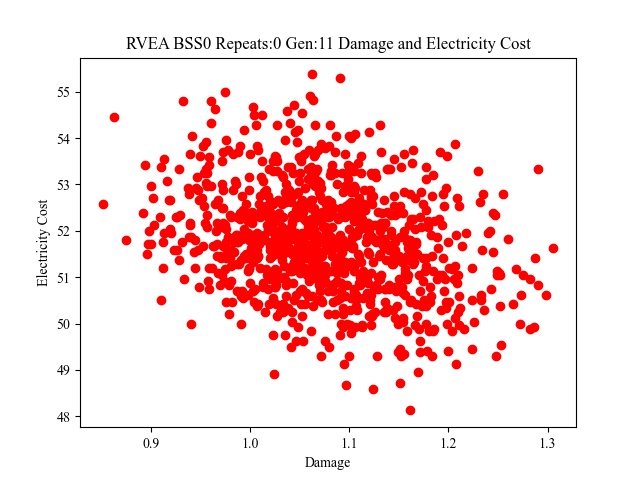 RVEA BSS0 Repeats:0 Gen:11 Damage and Electricity Cost
55
54
53
52
51
50
49
48
Electricity Cost
0.9 1.0 1.1 1.2 1.3
Damage